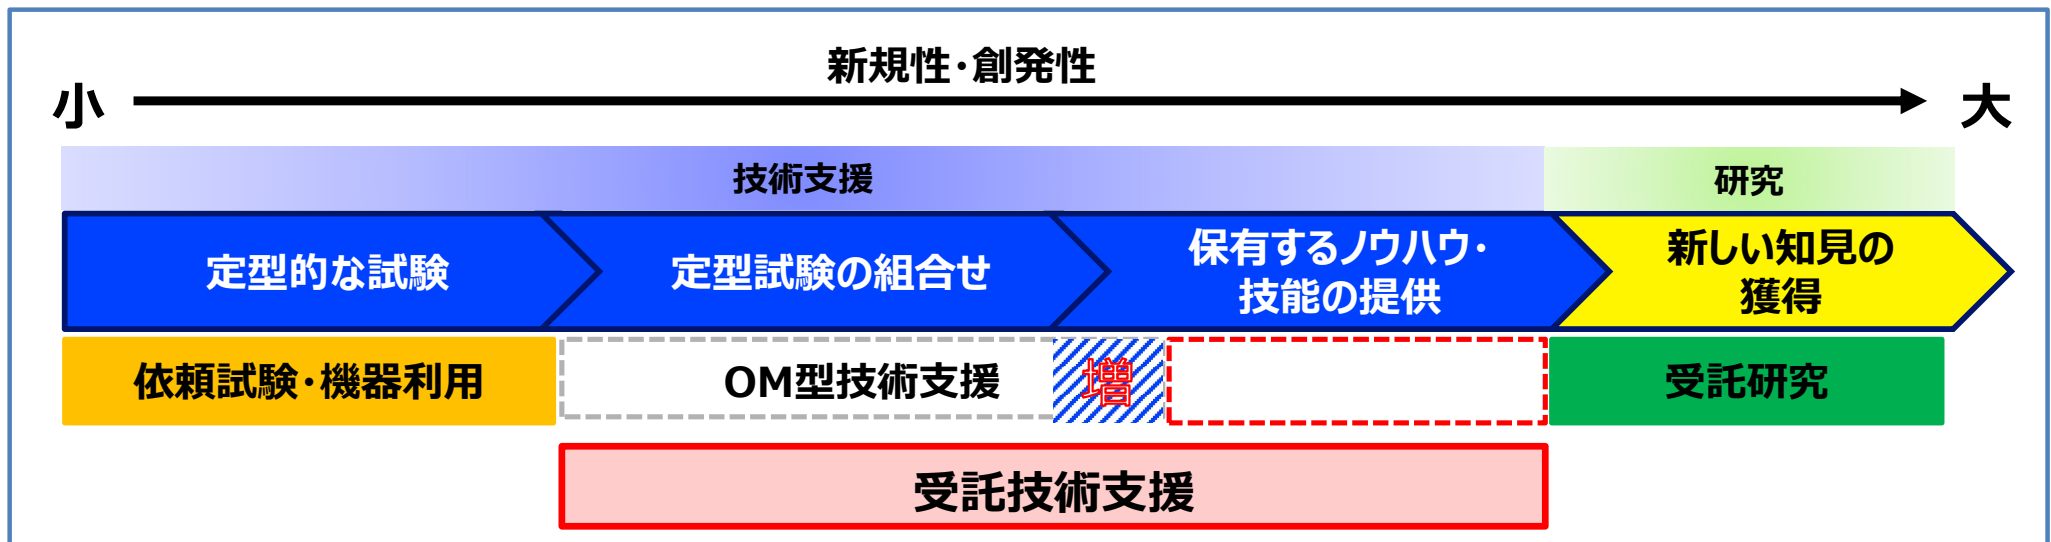 新規性・創発性
小
大
技術支援
研究
定型的な試験
定型試験の組合せ
保有するノウハウ・
技能の提供
新しい知見の
獲得
依頼試験・機器利用
OM型技術支援
増
受託研究
受託技術支援